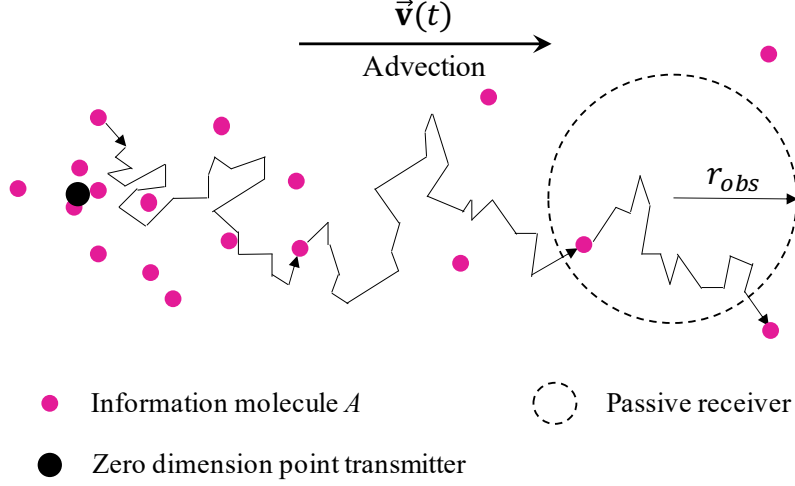 v⃗(t)
Advection
r_obs
Information molecule A
Passive receiver
Zero dimension point transmitter